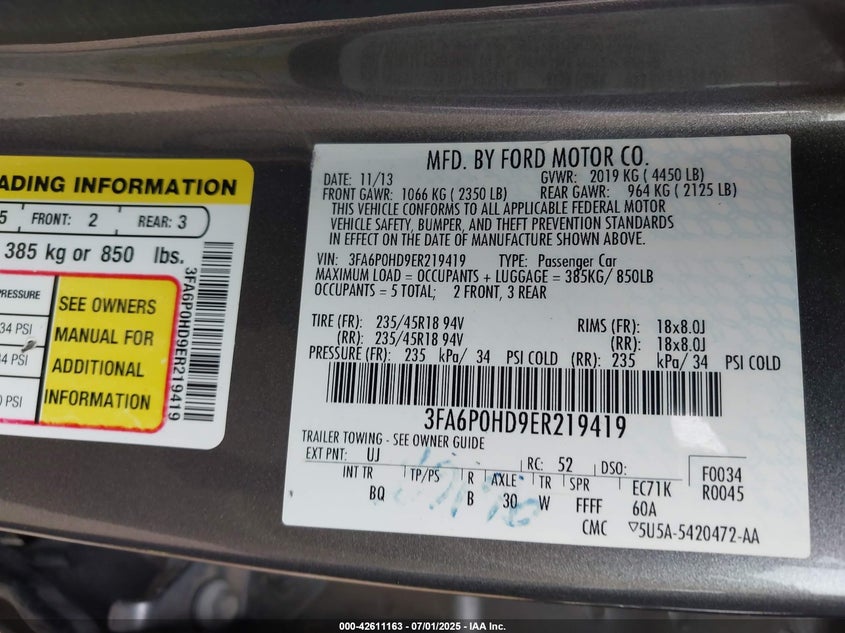 ADING INFORMATION
5 FRONT: 2 REAR: 3
385 kg or 850 lbs.
PRESSURE
34 PSI
4 PSI
0 PSI
SEE OWNERS
MANUAL FOR
ADDITIONAL
INFORMATION
3FA6P0HD9ER219419
MFD. BY FORD MOTOR CO.
DATE: 11/13 GVWR: 2019 KG ( 4450 LB)
FRONT GAWR: 1066 KG ( 2350 LB) REAR GAWR: 964 KG ( 2125 LB)
THIS VEHICLE CONFORMS TO ALL APPLICABLE FEDERAL MOTOR
VEHICLE SAFETY, BUMPER, AND THEFT PREVENTION STANDARDS
IN EFFECT ON THE DATE OF MANUFACTURE SHOWN ABOVE.
VIN: 3FA6P0HD9ER219419 TYPE: Passenger Car
MAXIMUM LOAD = OCCUPANTS + LUGGAGE = 385KG/ 850LB
OCCUPANTS = 5 TOTAL; 2 FRONT, 3 REAR
TIRE (FR): 235/45R18 94V RIMS (FR): 18x8.0J
(RR): 235/45R18 94V (RR): 18x8.0J
PRESSURE (FR): 235 kPa/ 34 PSI COLD (RR): 235 kPa/ 34 PSI COLD
3FA6P0HD9ER219419
TRAILER TOWING - SEE OWNER GUIDE
EXT PNT: UJ RC: 52 DSO: F0034
INT TR TP/PS R AXLE TR SPR EC71K R0045
BQ B 30 W FFFF 60A
CMC ▽5U5A-5420472-AA
000-42611163 / 07/01/2025 - IAA Inc.